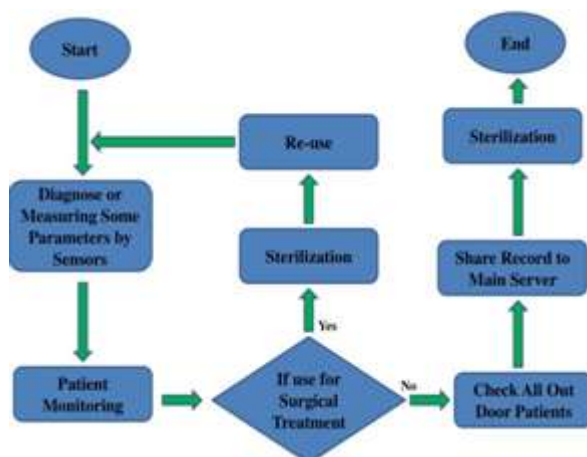 Start
End
Re-use
Sterilization
Diagnose or
Measuring Some
Parameters by
Sensors
Sterilization
Share Record to
Main Server
Yes
Patient
Monitoring
If use for
Surgical
Treatment
No
Check All Out
Door Patients